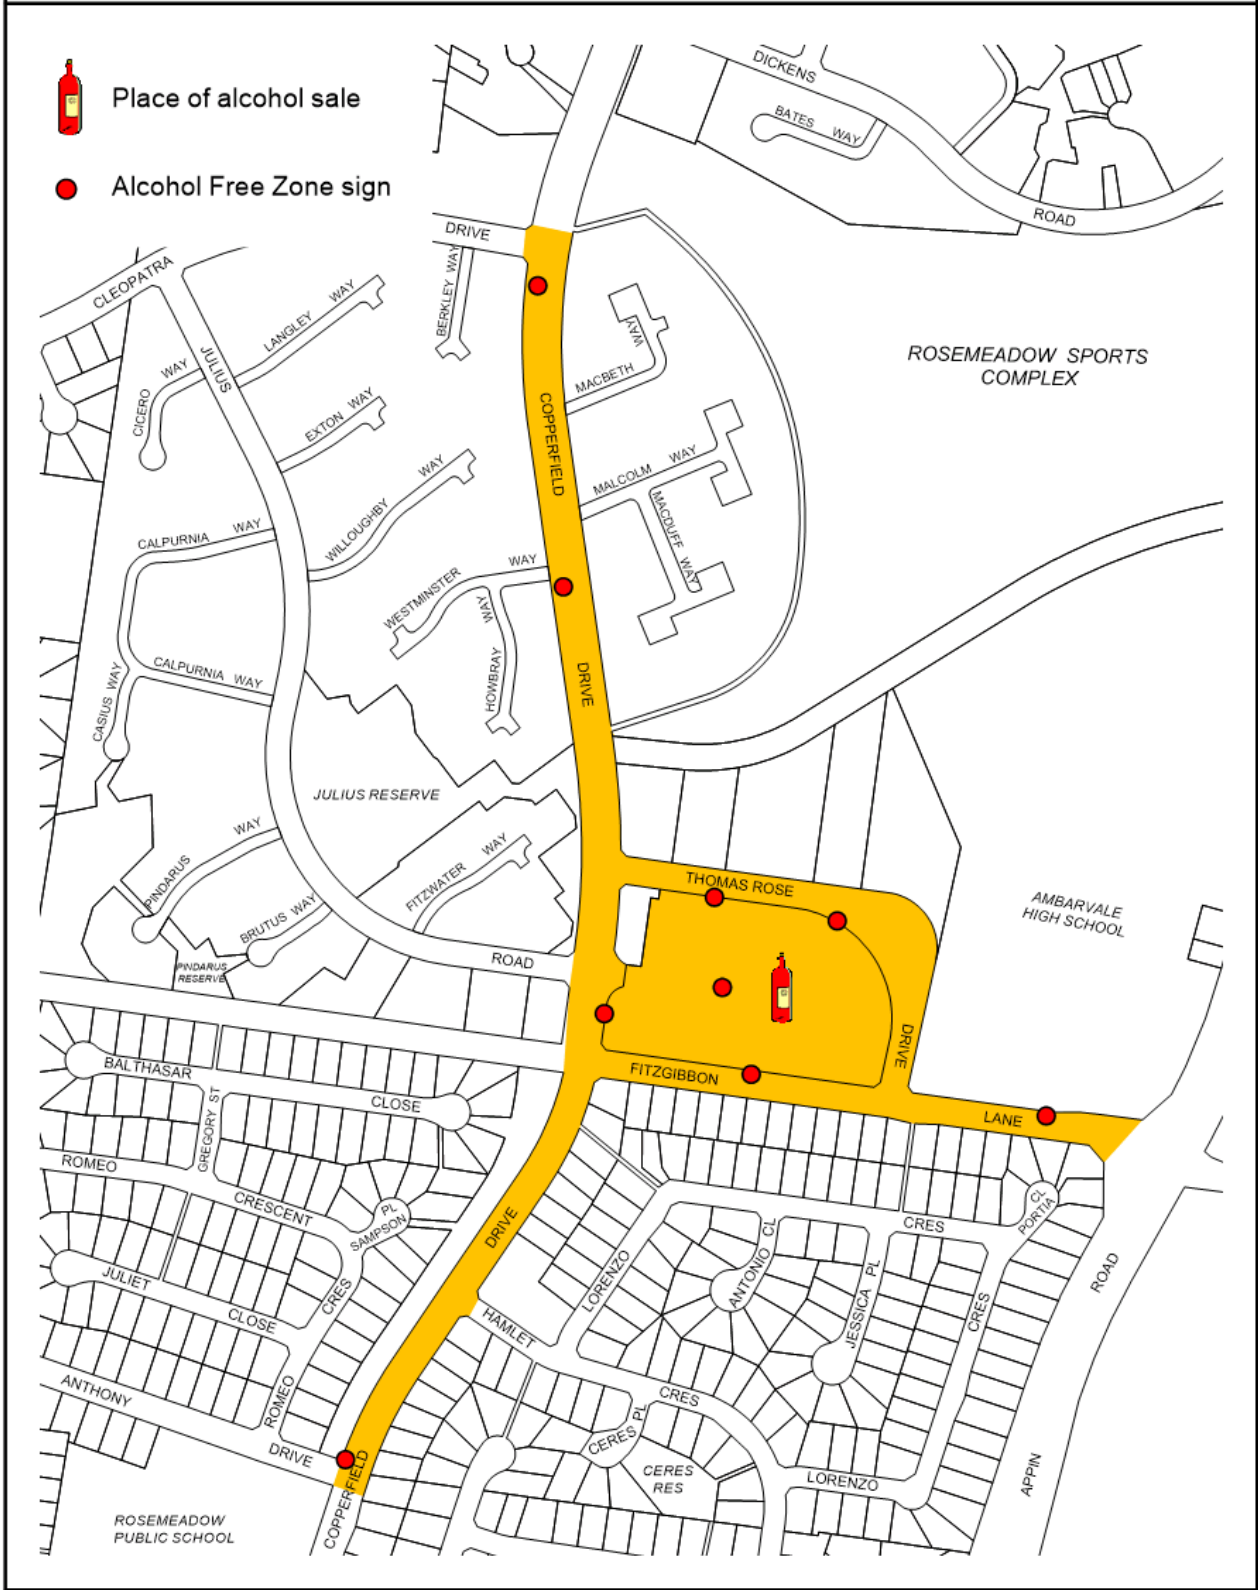 Place of alcohol sale
Alcohol Free Zone sign
DICKENS
BATES WAY
ROAD
DRIVE
BERKLEY WAY
CLEOPATRA
JULIUS
LANGLEY WAY
CICERO WAY
EXTON WAY
WILLOUGHBY WAY
CALPURNIA WAY
CALPURNIA WAY
CASIUS WAY
WESTMINSTER WAY
HOWBRAY WAY
COPPERFIELD
DRIVE
MACBETH WAY
MALCOLM WAY
MACDUFF WAY
ROSEMEADOW SPORTS
COMPLEX
JULIUS RESERVE
PINDARUS WAY
BRUTUS WAY
PINDARUS
RESERVE
FITZWATER WAY
ROAD
THOMAS ROSE
DRIVE
AMBARVALE
HIGH SCHOOL
FITZGIBBON
LANE
BALTHASAR
CLOSE
GREGORY ST
ROMEO
CRESCENT
SAMPSON PL
JULIET
CLOSE
ROMEO
CRES
ANTHONY
DRIVE
DRIVE
COPPERFIELD
HAMLET
CRES
LORENZO
CRES
ANTONIO CL
JESSICA PL
PORTIA CL
CRES
LORENZO
CERES PL
CERES
RES
APPIN
ROAD
ROSEMEADOW
PUBLIC SCHOOL